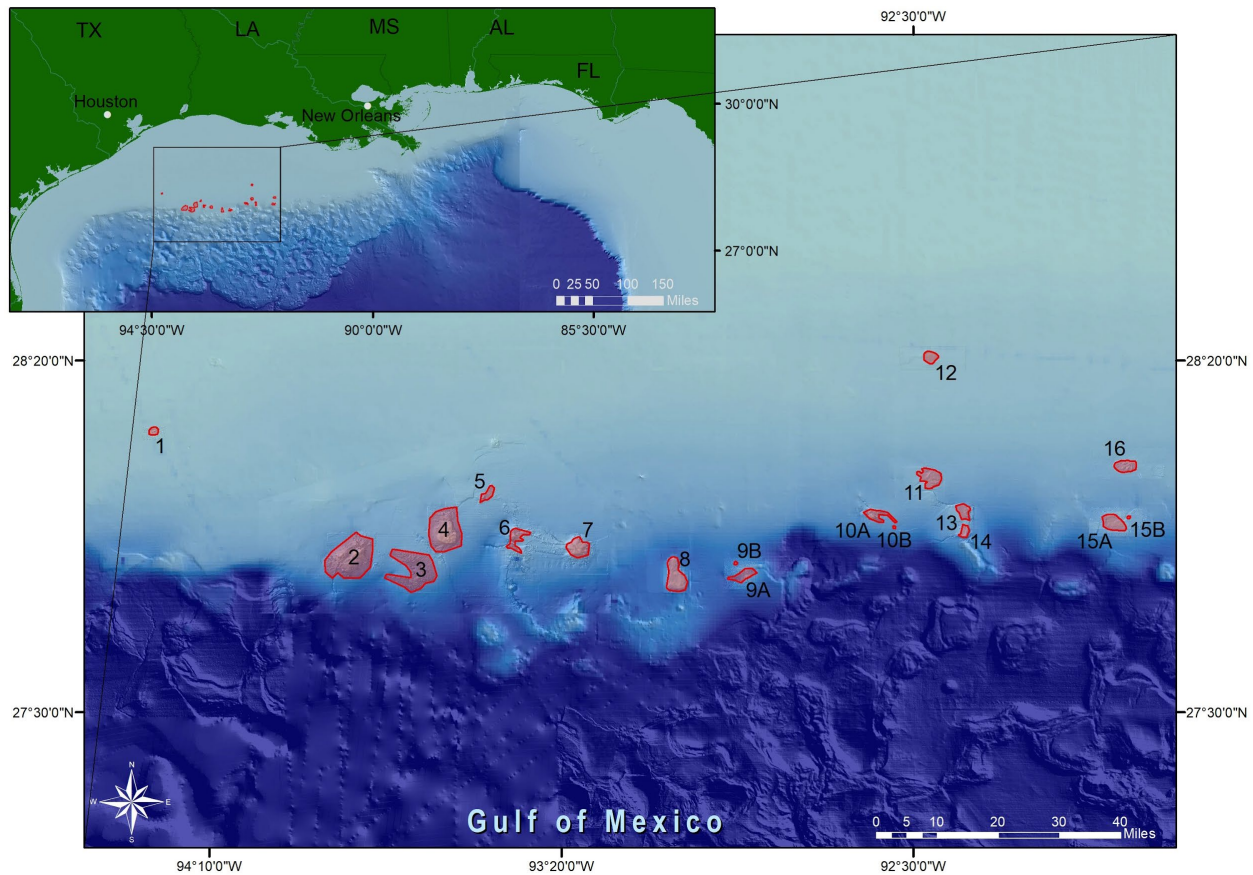 92°30'0"W
TX
LA
MS
AL
FL
Houston
New Orleans
30°0'0"N
27°0'0"N
0 25 50 100 150
Miles
94°30'0"W
90°0'0"W
85°30'0"W
28°20'0"N
28°20'0"N
12
1
16
5
11
4
6
7
10A
10B
13
14
15A
15B
2
3
8
9B
9A
27°30'0"N
27°30'0"N
N
W
E
S
Gulf of Mexico
0 5 10 20 30 40
Miles
94°10'0"W
93°20'0"W
92°30'0"W